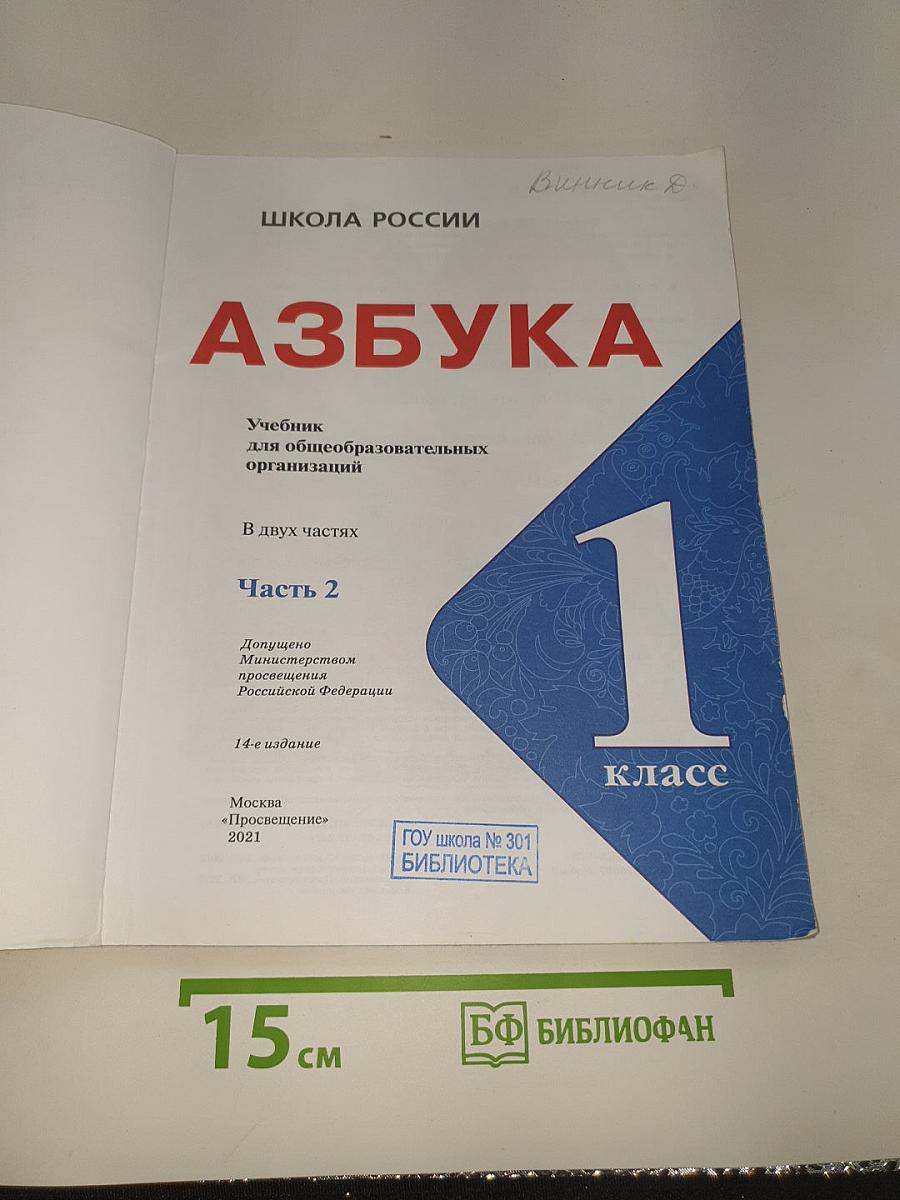 Винник Д.
ШКОЛА РОССИИ
АЗБУКА
Учебник
для общеобразовательных
организаций
В двух частях
Часть 2
Допущено
Министерством
просвещения
Российской Федерации
14-е издание
1
класс
Москва
«Просвещение»
2021
ГОУ школа № 301
БИБЛИОТЕКА
15 см
БФ БИБЛИОФАН